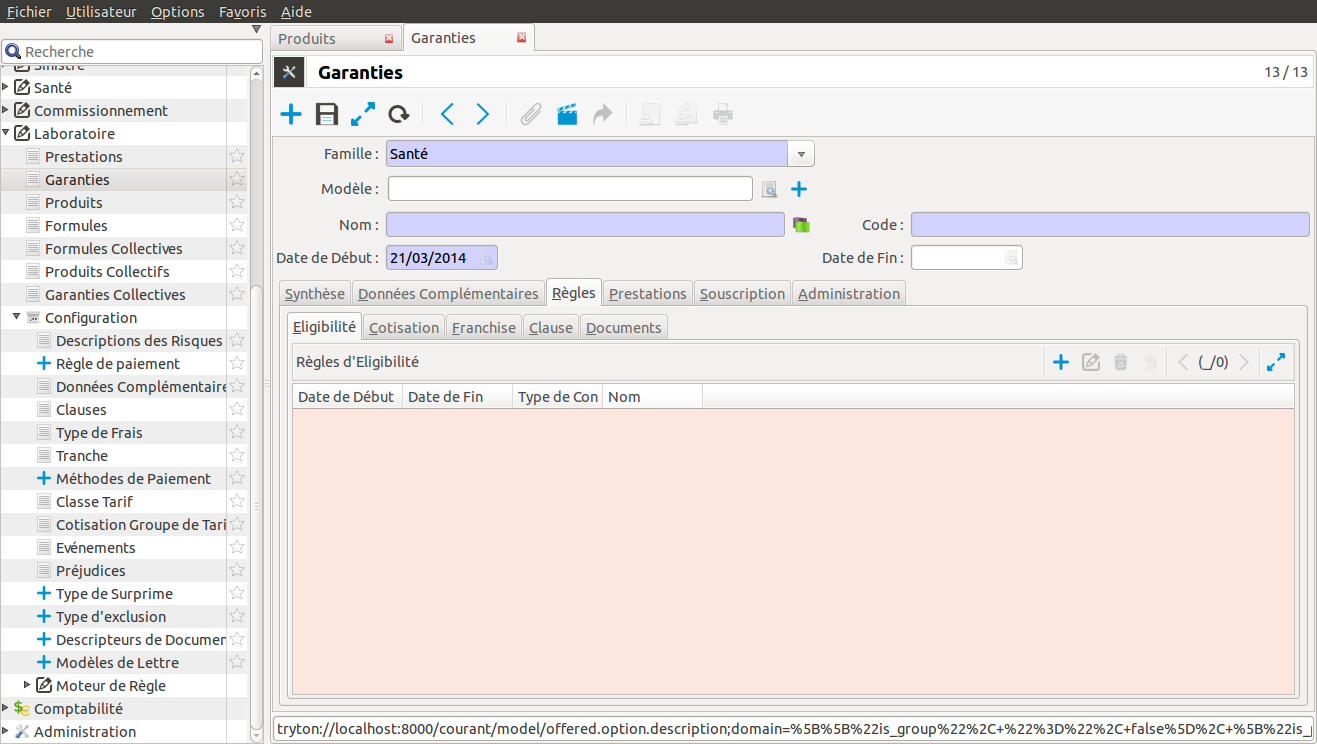 Fichier Utilisateur Options Favoris Aide
Recherche
Sinistre
Santé
Commissionnement
Laboratoire
Prestations
Garanties
Produits
Formules
Formules Collectives
Produits Collectifs
Garanties Collectives
Configuration
Descriptions des Risques
Règle de paiement
Données Complémentaire
Clauses
Type de Frais
Tranche
Méthodes de Paiement
Classe Tarif
Cotisation Groupe de Tari
Evénements
Préjudices
Type de Surprime
Type d'exclusion
Descripteurs de Documen
Modèles de Lettre
Moteur de Règle
Comptabilité
Administration
Produits Garanties
Garanties 13 / 13
Famille : Santé
Modèle :
Nom : Code :
Date de Début : 21/03/2014 Date de Fin :
Synthèse Données Complémentaires Règles Prestations Souscription Administration
Eligibilité Cotisation Franchise Clause Documents
Règles d'Eligibilité (_/0)
Date de Début Date de Fin Type de Con Nom
tryton://localhost:8000/courant/model/offered.option.description;domain=%5B%5B%22is_group%22%2C+%22%3D%22%2C+false%5D%2C+%5B%22is_